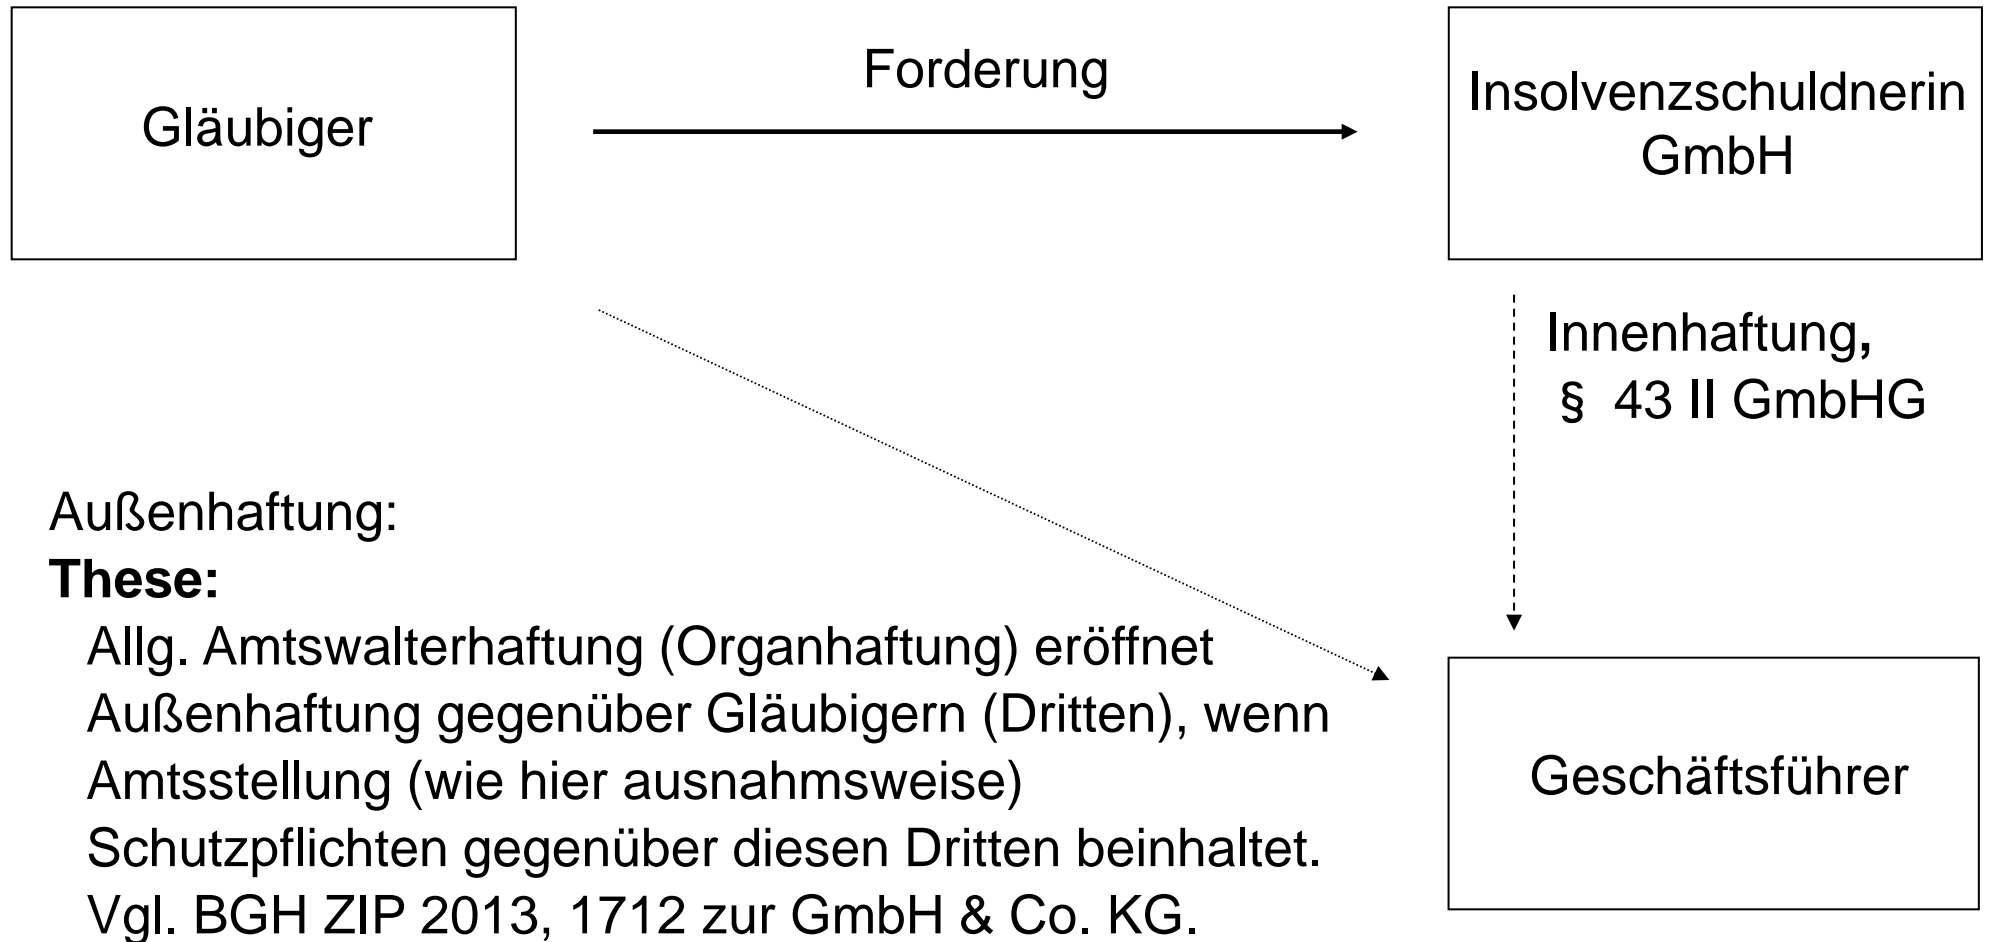 Gläubiger
Forderung
Insolvenzschuldnerin
GmbH
Innenhaftung,
§ 43 II GmbHG
Außenhaftung:
These:
Allg. Amtswalterhaftung (Organhaftung) eröffnet
Außenhaftung gegenüber Gläubigern (Dritten), wenn
Amtsstellung (wie hier ausnahmsweise)
Schutzpflichten gegenüber diesen Dritten beinhaltet.
Vgl. BGH ZIP 2013, 1712 zur GmbH & Co. KG.
Geschäftsführer